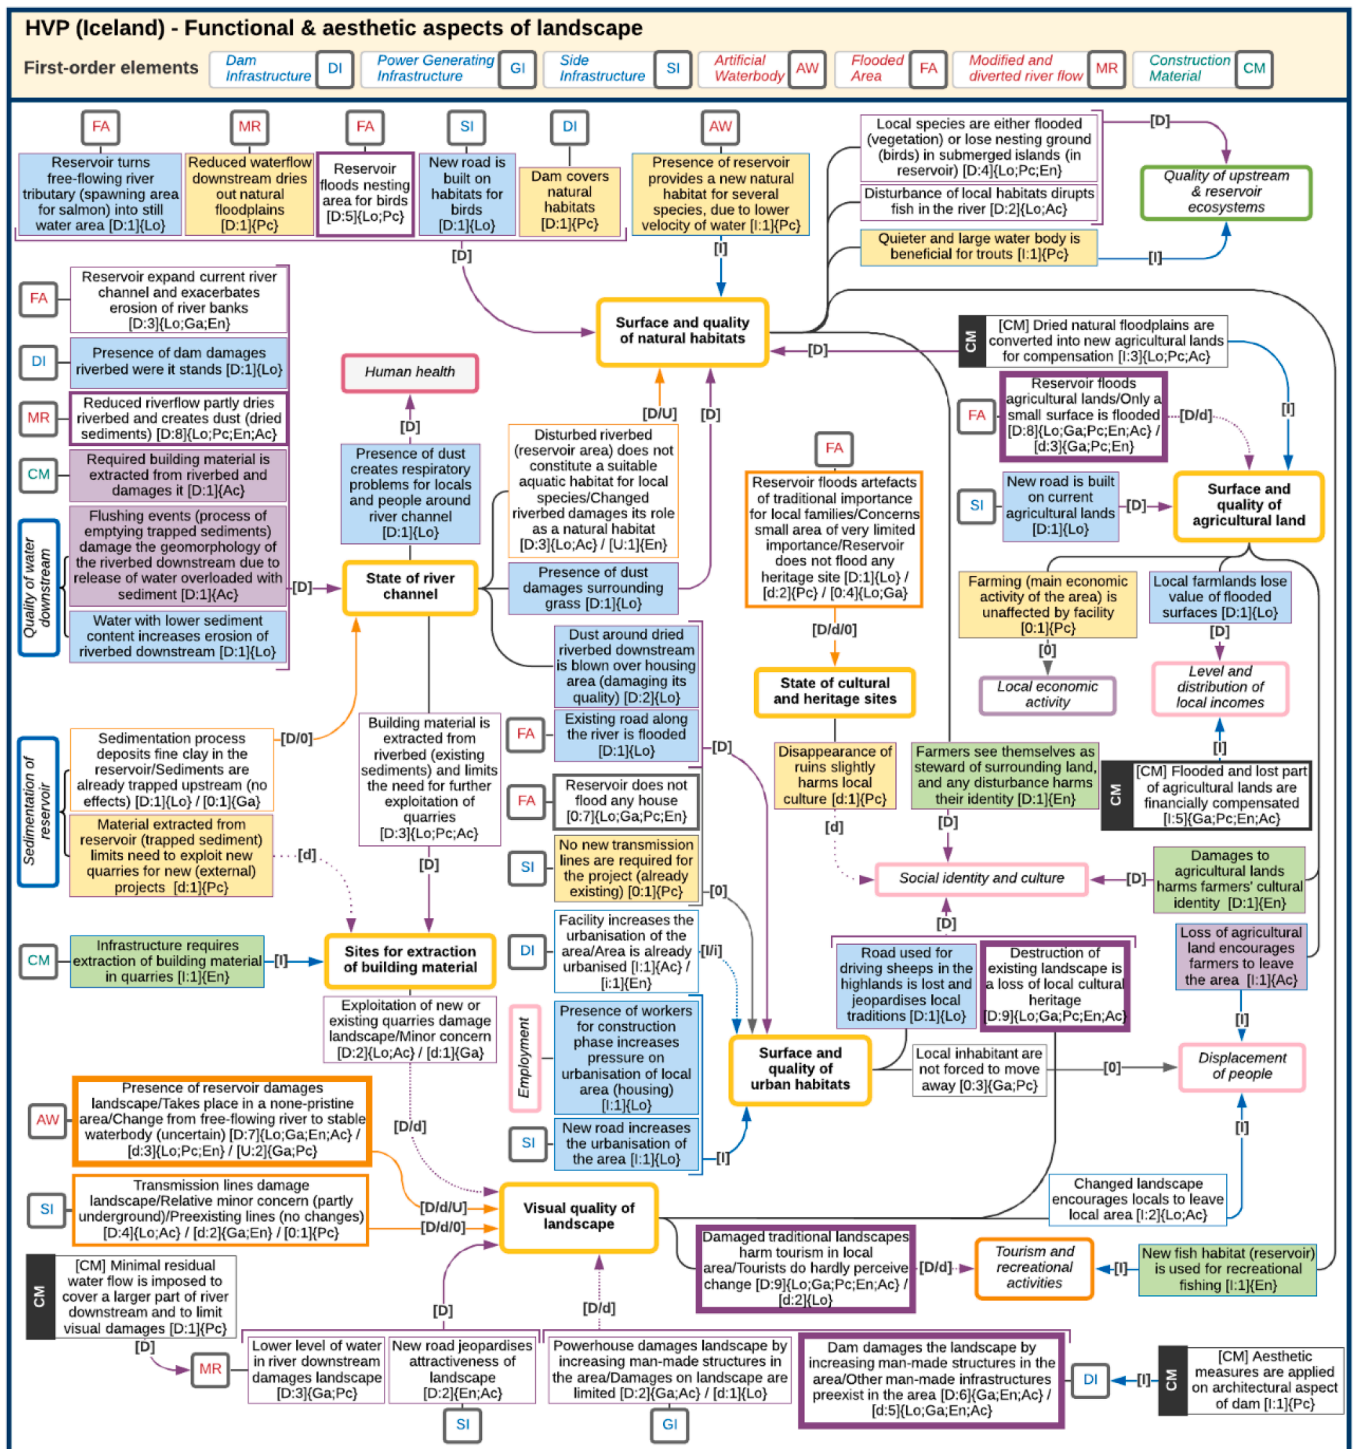 HVP (Iceland) - Functional & aesthetic aspects of landscape
First-order elements
Dam
Infrastructure
DI
Power Generating
Infrastructure
GI
Side
Infrastructure
SI
Artificial
Waterbody
AW
Flooded
Area
FA
Modified and
diverted river flow
MR
Construction
Material
CM
FA
Reservoir turns
free-flowing river
tributary (spawning area
for salmon) into still
water area [D:1]{Lo}
MR
Reduced waterflow
downstream dries
out natural
floodplains
[D:1]{Pc}
FA
Reservoir
floods nesting
area for birds
[D:5]{Lo;Pc}
SI
New road is
built on
habitats for
birds
[D:1]{Lo}
DI
Dam covers
natural
habitats
[D:1]{Pc}
[D]
AW
Presence of reservoir
provides a new natural
habitat for several
species, due to lower
velocity of water [I:1]{Pc}
[I]
Local species are either flooded
(vegetation) or lose nesting ground
(birds) in submerged islands (in
reservoir) [D:4]{Lo;Pc;En}
[D]
Disturbance of local habitats dirupts
fish in the river [D:2]{Lo;Ac}
Quieter and large water body is
beneficial for trouts [I:1]{Pc}
[I]
Quality of upstream
& reservoir
ecosystems
FA
Reservoir expand current river
channel and exacerbates
erosion of river banks
[D:3]{Lo;Ga;En}
DI
Presence of dam damages
riverbed were it stands [D:1]{Lo}
MR
Reduced riverflow partly dries
riverbed and creates dust (dried
sediments) [D:8]{Lo;Pc;En;Ac}
CM
Required building material is
extracted from riverbed and
damages it [D:1]{Ac}
Quality of water
downstream
Flushing events (process of
emptying trapped sediments)
damage the geomorphology of
the riverbed downstream due to
release of water overloaded with
sediment [D:1]{Ac}
Water with lower sediment
content increases erosion of
riverbed downstream [D:1]{Lo}
[D]
Human health
[D]
Presence of dust
creates respiratory
problems for locals
and people around
river channel
[D:1]{Lo}
State of river
channel
Surface and quality
of natural habitats
[D/U]
[D]
Disturbed riverbed
(reservoir area) does not
constitute a suitable
aquatic habitat for local
species/Changed
riverbed damages its role
as a natural habitat
[D:3]{Lo;Ac} / [U:1]{En}
Presence of dust
damages surrounding
grass [D:1]{Lo}
[D]
CM
[CM] Dried natural floodplains are
converted into new agricultural lands
for compensation [I:3]{Lo;Pc;Ac}
[I]
FA
Reservoir floods
agricultural lands/Only a
small surface is flooded
[D:8]{Lo;Ga;Pc;En;Ac} /
[d:3]{Ga;Pc;En}
[D/d]
SI
New road is built
on current
agricultural lands
[D:1]{Lo}
[D]
Surface and
quality of
agricultural land
FA
Reservoir floods artefacts
of traditional importance
for local families/Concerns
small area of very limited
importance/Reservoir
does not flood any
heritage site [D:1]{Lo} /
[d:2]{Pc} / [0:4]{Lo;Ga}
[D/d/0]
State of cultural
and heritage sites
Farming (main economic
activity of the area) is
unaffected by facility
[0:1]{Pc}
[0]
Local economic
activity
Local farmlands lose
value of flooded
surfaces [D:1]{Lo}
[D]
Level and
distribution of
local incomes
[I]
CM
[CM] Flooded and lost part
of agricultural lands are
financially compensated
[I:5]{Ga;Pc;En;Ac}
Sedimentation of
reservoir
Sedimentation process
deposits fine clay in the
reservoir/Sediments are
already trapped upstream (no
effects) [D:1]{Lo} / [0:1]{Ga}
[D/0]
Material extracted from
reservoir (trapped sediment)
limits need to exploit new
quarries for new (external)
projects [d:1]{Pc}
[d]
Building material is
extracted from
riverbed (existing
sediments) and limits
the need for further
exploitation of
quarries
[D:3]{Lo;Pc;Ac}
[D]
Dust around dried
riverbed downstream
is blown over housing
area (damaging its
quality) [D:2]{Lo}
FA
Existing road along
the river is flooded
[D:1]{Lo}
[D]
FA
Reservoir does not
flood any house
[0:7]{Lo;Ga;Pc;En}
SI
No new transmission
lines are required for
the project (already
existing) [0:1]{Pc}
[0]
DI
Facility increases the
urbanisation of the
area/Area is already
urbanised [I:1]{Ac} /
[i:1]{En}
[I/i]
Employment
Presence of workers
for construction
phase increases
pressure on
urbanisation of local
area (housing)
[I:1]{Lo}
SI
New road increases
the urbanisation of
the area [I:1]{Lo}
[I]
Disappearance of
ruins slightly
harms local
culture [d:1]{Pc}
[d]
Farmers see themselves as
steward of surrounding land,
and any disturbance harms
their identity [D:1]{En}
[D]
Social identity and culture
[D]
Damages to
agricultural lands
harms farmers' cultural
identity [D:1]{En}
[D]
Road used for
driving sheeps in the
highlands is lost and
jeopardises local
traditions [D:1]{Lo}
Destruction of
existing landscape is
a loss of local cultural
heritage
[D:9]{Lo;Ga;Pc;En;Ac}
Loss of agricultural
land encourages
farmers to leave
the area [I:1]{Ac}
[I]
CM
Infrastructure requires
extraction of building material
in quarries [I:1]{En}
[I]
Sites for extraction
of building material
Exploitation of new or
existing quarries damage
landscape/Minor concern
[D:2]{Lo;Ac} / [d:1]{Ga}
[D/d]
Surface and
quality of
urban habitats
Local inhabitant are
not forced to move
away [0:3]{Ga;Pc}
[0]
Displacement
of people
[I]
AW
Presence of reservoir damages
landscape/Takes place in a none-pristine
area/Change from free-flowing river to stable
waterbody (uncertain) [D:7]{Lo;Ga;En;Ac} /
[d:3]{Lo;Pc;En} / [U:2]{Ga;Pc}
[D/d/U]
SI
Transmission lines damage
landscape/Relative minor concern (partly
underground)/Preexisting lines (no changes)
[D:4]{Lo;Ac} / [d:2]{Ga;En} / [0:1]{Pc}
[D/d/0]
Visual quality of
landscape
Changed landscape
encourages locals to leave
local area [I:2]{Lo;Ac}
Damaged traditional landscapes
harm tourism in local
area/Tourists do hardly perceive
change [D:9]{Lo;Ga;Pc;En;Ac} /
[d:2]{Lo}
[D/d]
Tourism and
recreational
activities
[I]
New fish habitat (reservoir)
is used for recreational
fishing [I:1]{En}
CM
[CM] Minimal residual
water flow is imposed to
cover a larger part of river
downstream and to limit
visual damages [D:1]{Pc}
[D]
MR
Lower level of water
in river downstream
damages landscape
[D:3]{Ga;Pc}
[D]
New road jeopardises
attractiveness of
landscape
[D:2]{En;Ac}
SI
[D/d]
Powerhouse damages landscape by
increasing man-made structures in
the area/Damages on landscape are
limited [D:2]{Ga;Ac} / [d:1]{Lo}
GI
Dam damages the landscape by
increasing man-made structures in the
area/Other man-made infrastructures
preexist in the area [D:6]{Ga;En;Ac} /
[d:5]{Lo;Ga;En;Ac}
DI
[I]
CM
[CM] Aesthetic
measures are applied
on architectural aspect
of dam [I:1]{Pc}